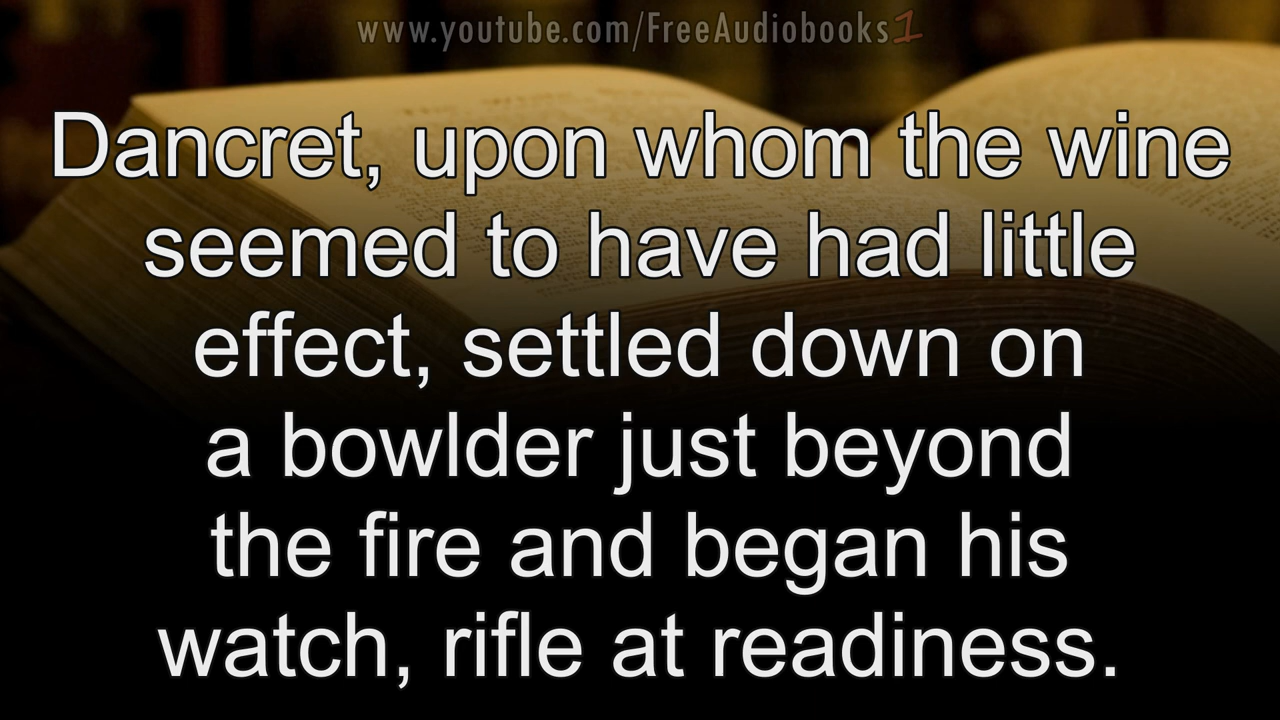 www.youtube.com/FreeAudiobooks1
Dancret, upon whom the wine
seemed to have had little
effect, settled down on
a bowlder just beyond
the fire and began his
watch, rifle at readiness.